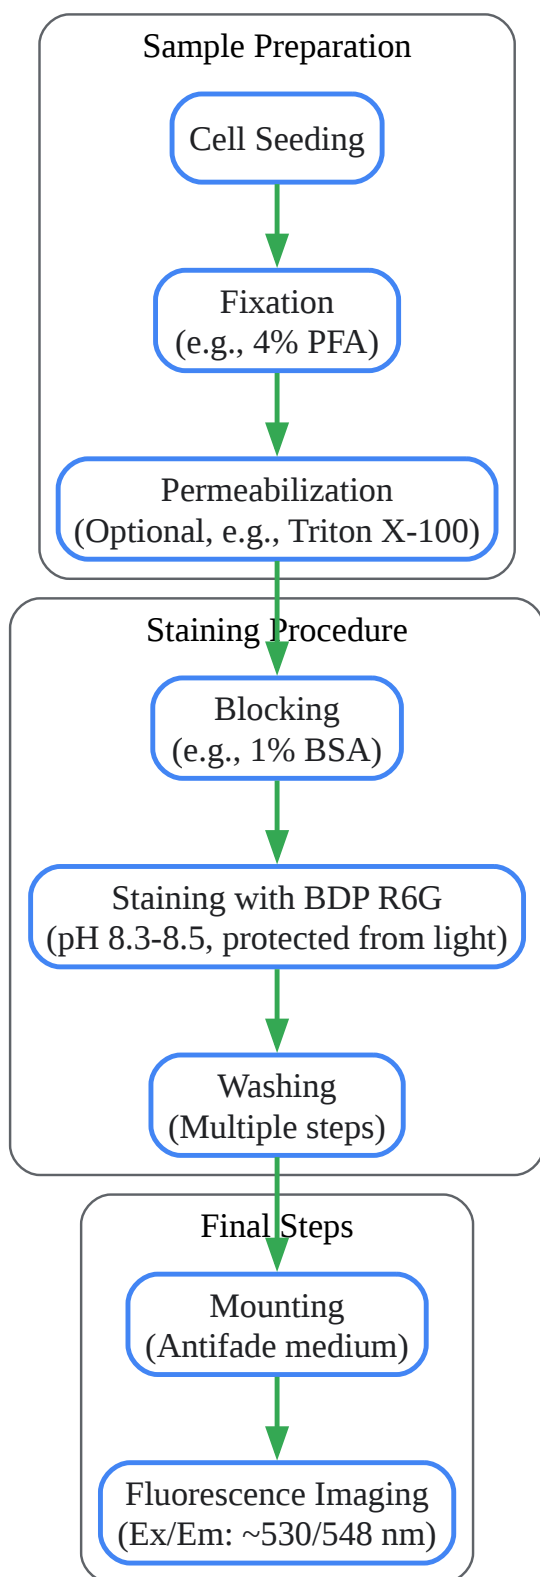 Sample Preparation
Cell Seeding
Fixation
(e.g., 4% PFA)
Permeabilization
(Optional, e.g., Triton X-100)
Staining Procedure
Blocking
(e.g., 1% BSA)
Staining with BDP R6G
(pH 8.3-8.5, protected from light)
Washing
(Multiple steps)
Final Steps
Mounting
(Antifade medium)
Fluorescence Imaging
(Ex/Em: ~530/548 nm)